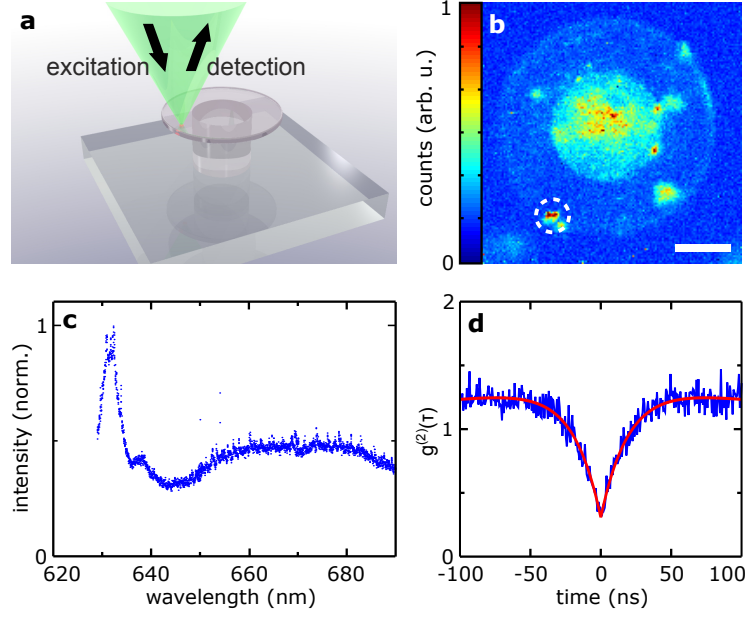 a
excitation
detection
b
counts (arb. u.)
1
0
c
intensity (norm.)
1
0
620
640
660
680
wavelength (nm)
d
g(2)(τ)
2
1
0
-100
-50
0
50
100
time (ns)